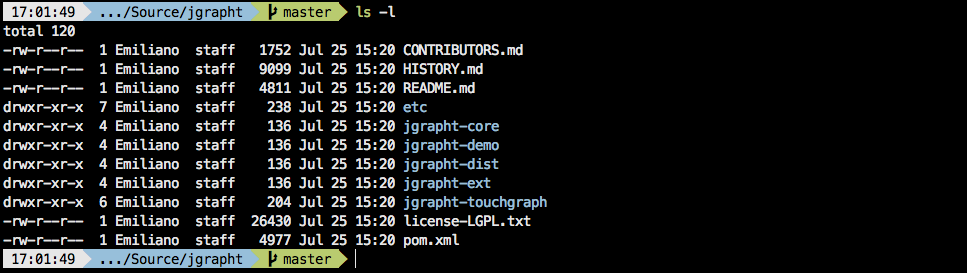 17:01:49 .../Source/jgrapht master ls -l
total 120
-rw-r--r-- 1 Emiliano staff 1752 Jul 25 15:20 CONTRIBUTORS.md
-rw-r--r-- 1 Emiliano staff 9099 Jul 25 15:20 HISTORY.md
-rw-r--r-- 1 Emiliano staff 4811 Jul 25 15:20 README.md
drwxr-xr-x 7 Emiliano staff 238 Jul 25 15:20 etc
drwxr-xr-x 4 Emiliano staff 136 Jul 25 15:20 jgrapht-core
drwxr-xr-x 4 Emiliano staff 136 Jul 25 15:20 jgrapht-demo
drwxr-xr-x 4 Emiliano staff 136 Jul 25 15:20 jgrapht-dist
drwxr-xr-x 4 Emiliano staff 136 Jul 25 15:20 jgrapht-ext
drwxr-xr-x 6 Emiliano staff 204 Jul 25 15:20 jgrapht-touchgraph
-rw-r--r-- 1 Emiliano staff 26430 Jul 25 15:20 license-LGPL.txt
-rw-r--r-- 1 Emiliano staff 4977 Jul 25 15:20 pom.xml
17:01:49 .../Source/jgrapht master